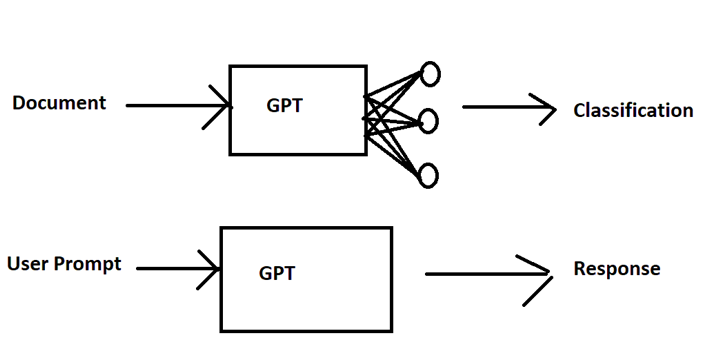 Document
GPT
Classification
User Prompt
GPT
Response